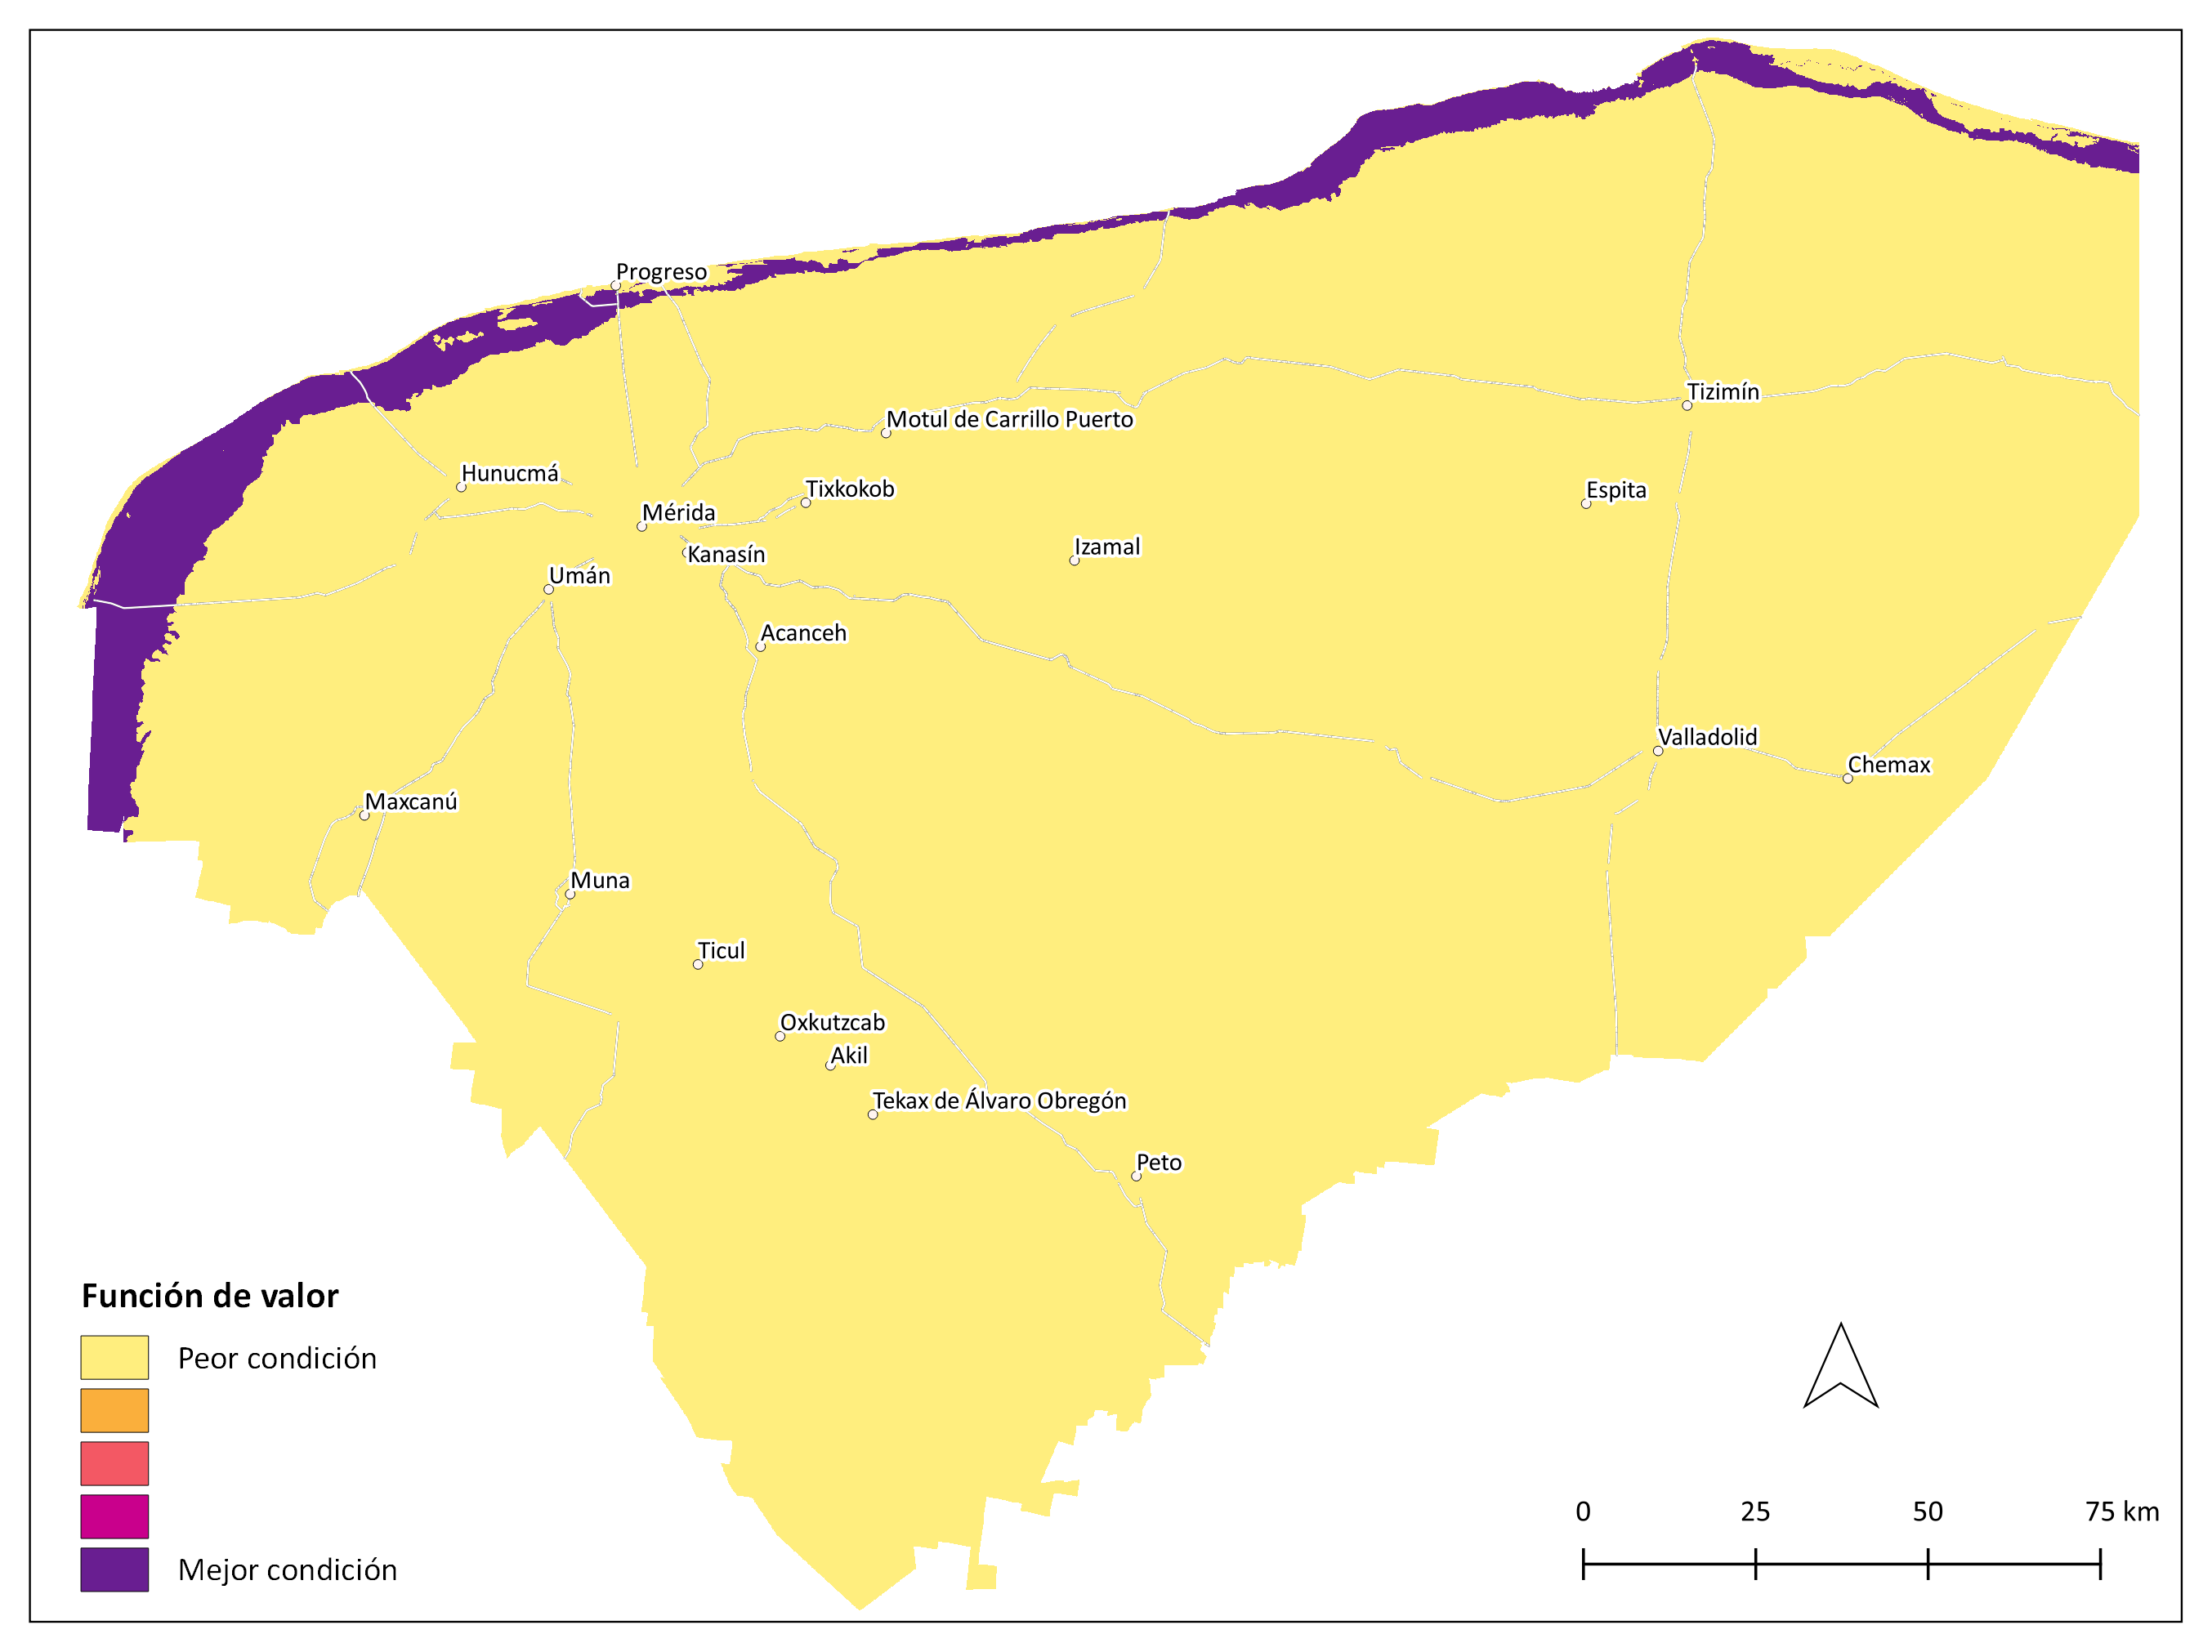 Progreso
Tizimín
Motul de Carrillo Puerto
Hunucmá
Tixkokob
Espita
Mérida
Kanasín
Izamal
Umán
Acanceh
Valladolid
Chemax
Maxcanú
Muna
Ticul
Oxkutzcab
Akil
Tekax de Álvaro Obregón
Peto
Función de valor
Peor condición
Mejor condición
0 25 50 75 km